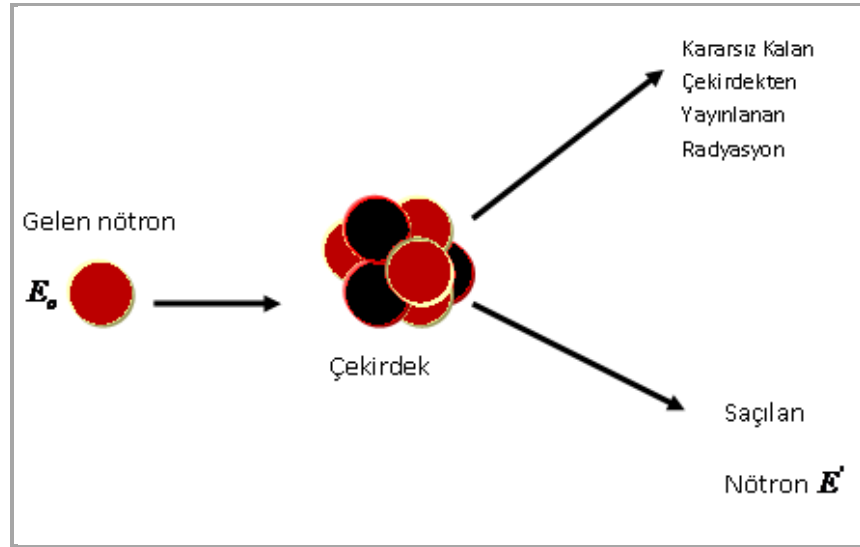 Kararsız Kalan
Çekirdekten
Yayınlanan
Radyasyon
Gelen nötron
Eₒ
Çekirdek
Saçılan
Nötron E'